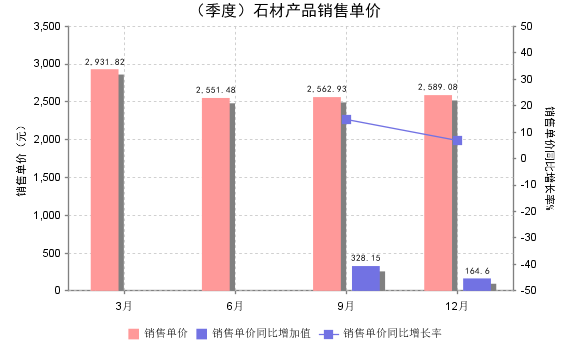 （季度）石材产品销售单价
3,500
3,000
2,500
2,000
1,500
1,000
500
0
销售单价（元）
50
40
30
20
10
0
-10
-20
-30
-40
-50
销售单价同比增长率%
2,931.82
2,551.48
2,562.93
2,589.08
328.15
164.6
3月
6月
9月
12月
销售单价
销售单价同比增加值
销售单价同比增长率